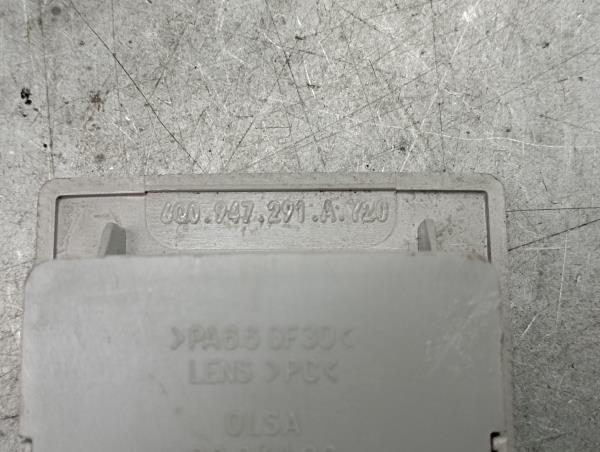 6Q0.947.291.A.Y20
>PA6.6 GF30<
LENS >PC<
OLSA